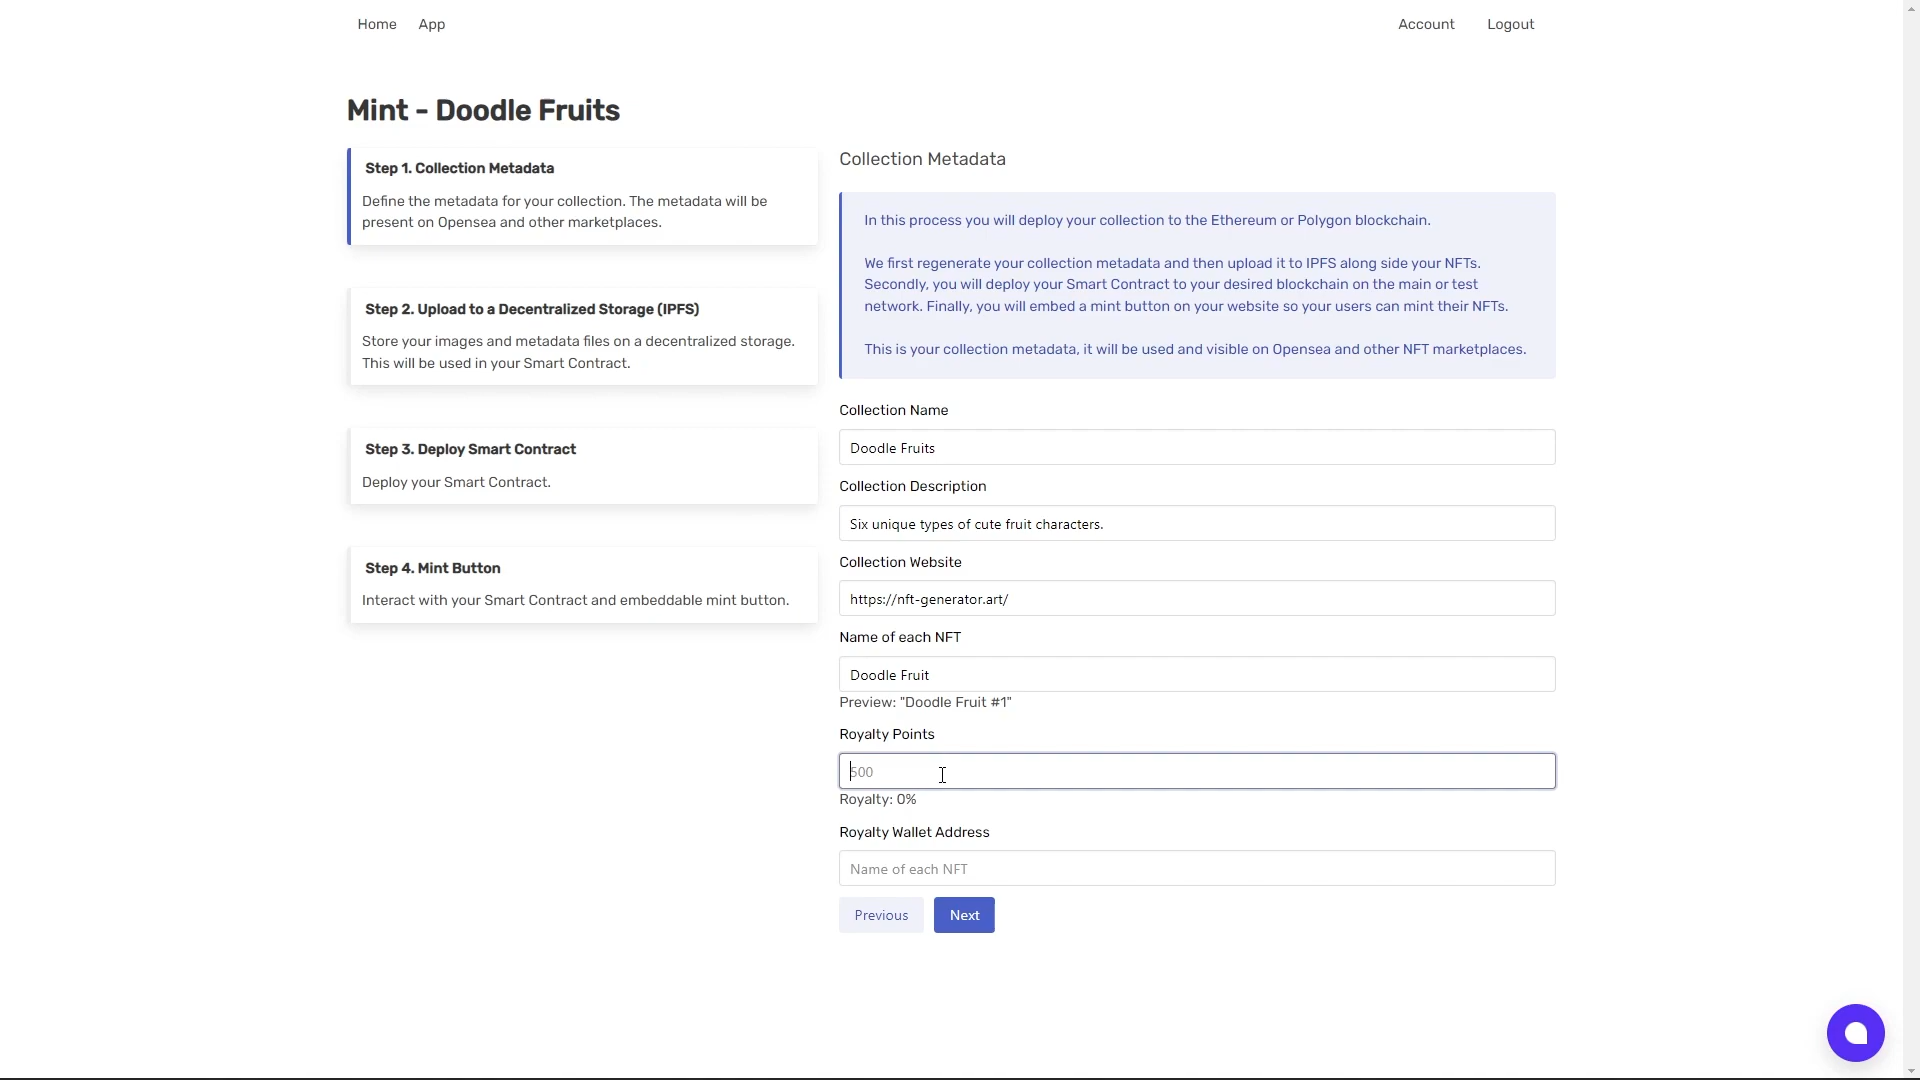 Home App Account Logout
Mint - Doodle Fruits
Step 1. Collection Metadata
Define the metadata for your collection. The metadata will be
present on Opensea and other marketplaces.
Step 2. Upload to a Decentralized Storage (IPFS)
Store your images and metadata files on a decentralized storage.
This will be used in your Smart Contract.
Step 3. Deploy Smart Contract
Deploy your Smart Contract.
Step 4. Mint Button
Interact with your Smart Contract and embeddable mint button.
Collection Metadata
In this process you will deploy your collection to the Ethereum or Polygon blockchain.
We first regenerate your collection metadata and then upload it to IPFS along side your NFTs.
Secondly, you will deploy your Smart Contract to your desired blockchain on the main or test
network. Finally, you will embed a mint button on your website so your users can mint their NFTs.
This is your collection metadata, it will be used and visible on Opensea and other NFT marketplaces.
Collection Name
Doodle Fruits
Collection Description
Six unique types of cute fruit characters.
Collection Website
https://nft-generator.art/
Name of each NFT
Doodle Fruit
Preview: "Doodle Fruit #1"
Royalty Points
500
Royalty: 0%
Royalty Wallet Address
Name of each NFT
Previous Next